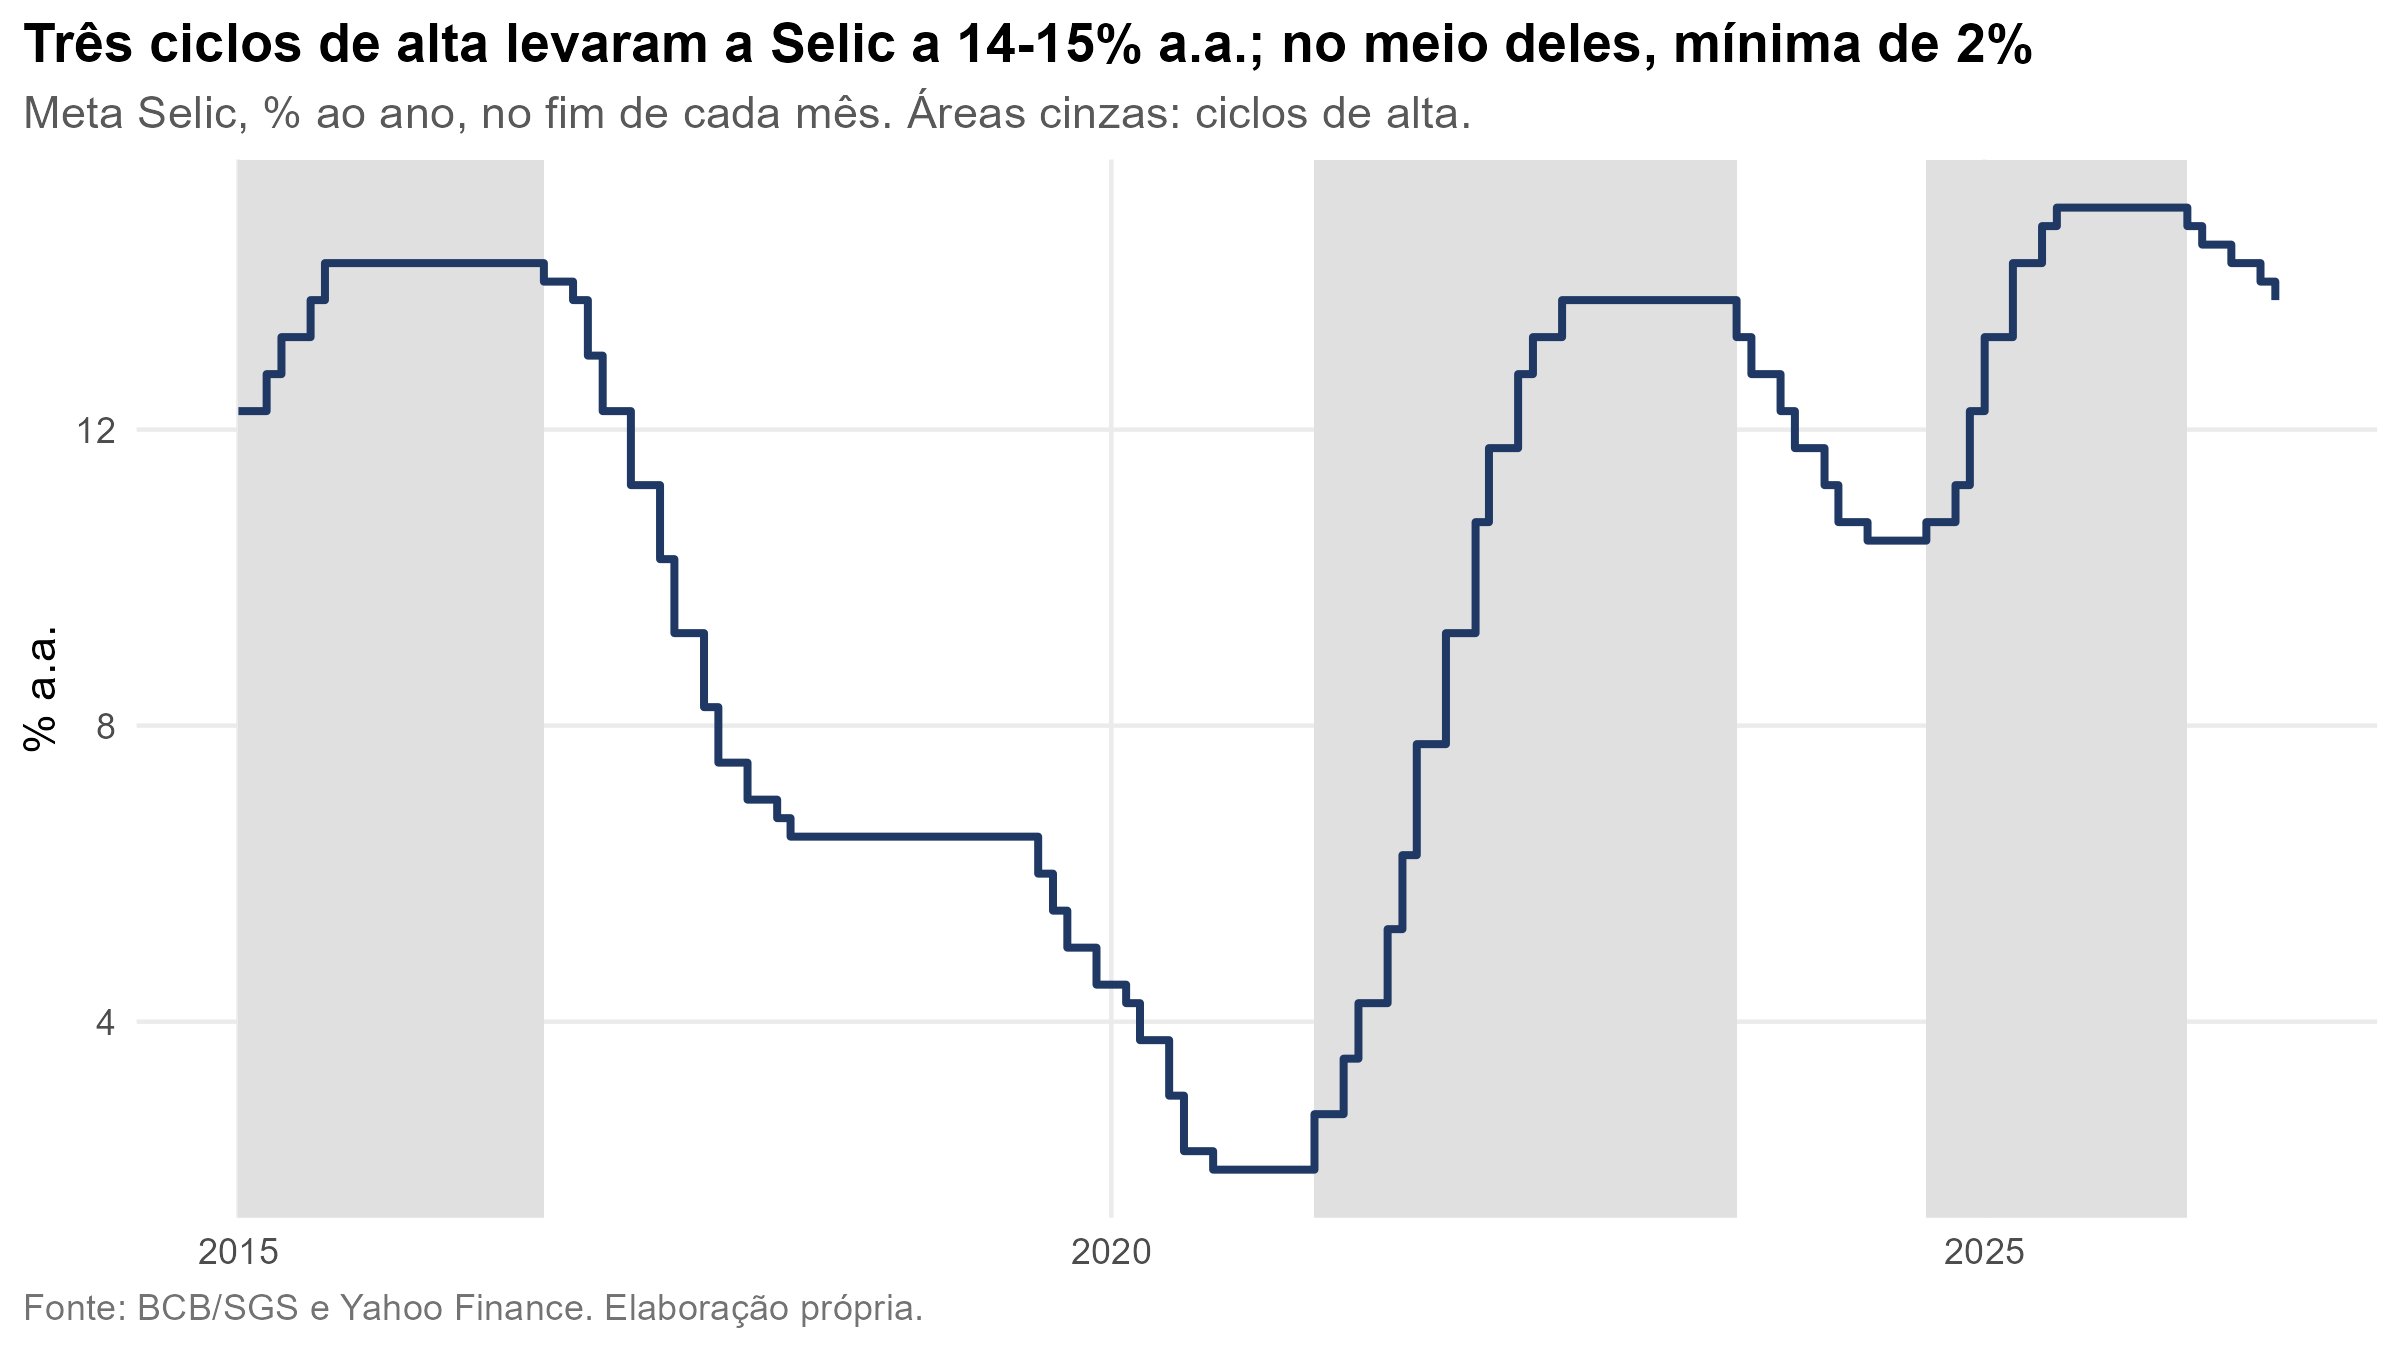 Três ciclos de alta levaram a Selic a 14-15% a.a.; no meio deles, mínima de 2%
Meta Selic, % ao ano, no fim de cada mês. Áreas cinzas: ciclos de alta.
% a.a.
12
8
4
2015
2020
2025
Fonte: BCB/SGS e Yahoo Finance. Elaboração própria.